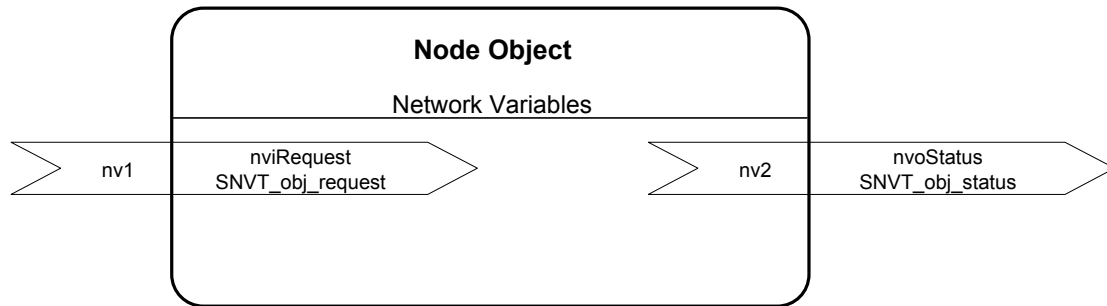 Node Object
Network Variables
nv1
nviRequest
SNVT_obj_request
nv2
nvoStatus
SNVT_obj_status